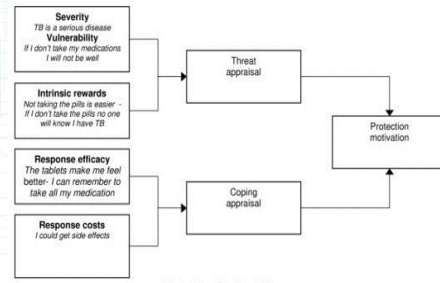 Severity
TB is a serious disease
Vulnerability
If I don't take my medications
I will not be well
Intrinsic rewards
Not taking the pills is easier -
If I don't take the pills no one
will know I have TB
Response efficacy
The tablets make me feel
better- I can remember to
take all my medication
Response costs
I could get side effects
Threat
appraisal
Coping
appraisal
Protection
motivation